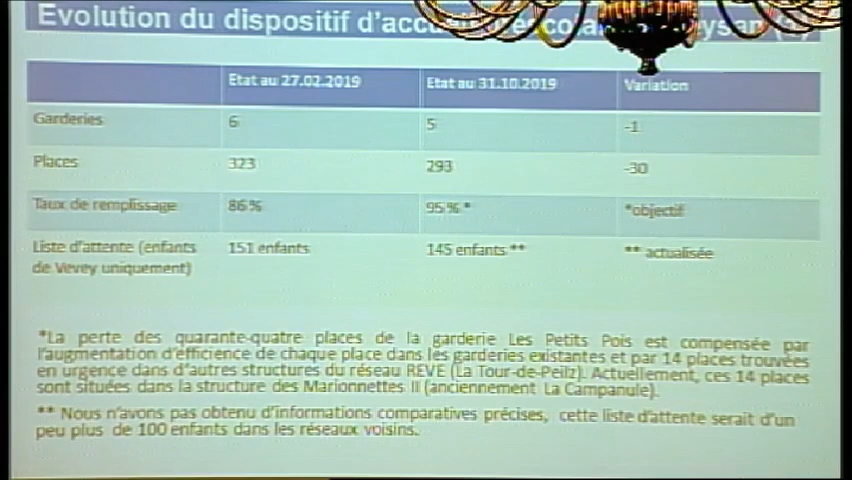 Evolution du dispositif d'accu
Etat au 27.02.2019 Etat au 31.10.2019 Variation
Garderies 6 5 -1
Places 323 293 -30
Taux de remplissage 86% 95% * *objectif
Liste d'attente (enfants 151 enfants 145 enfants ** ** actualisée
de Vevey uniquement)
*La perte des quarante-quatre places de la garderie Les Petits Pois est compensée par
l'augmentation d'efficience de chaque place dans les garderies existantes et par 14 places trouvées
en urgence dans d'autres structures du réseau REVE (La Tour-de-Peilz). Actuellement, ces 14 places
sont situées dans la structure des Marionnettes II (anciennement La Campanule).
** Nous n'avons pas obtenu d'informations comparatives précises, cette liste d'attente serait d'un
peu plus de 100 enfants dans les réseaux voisins.